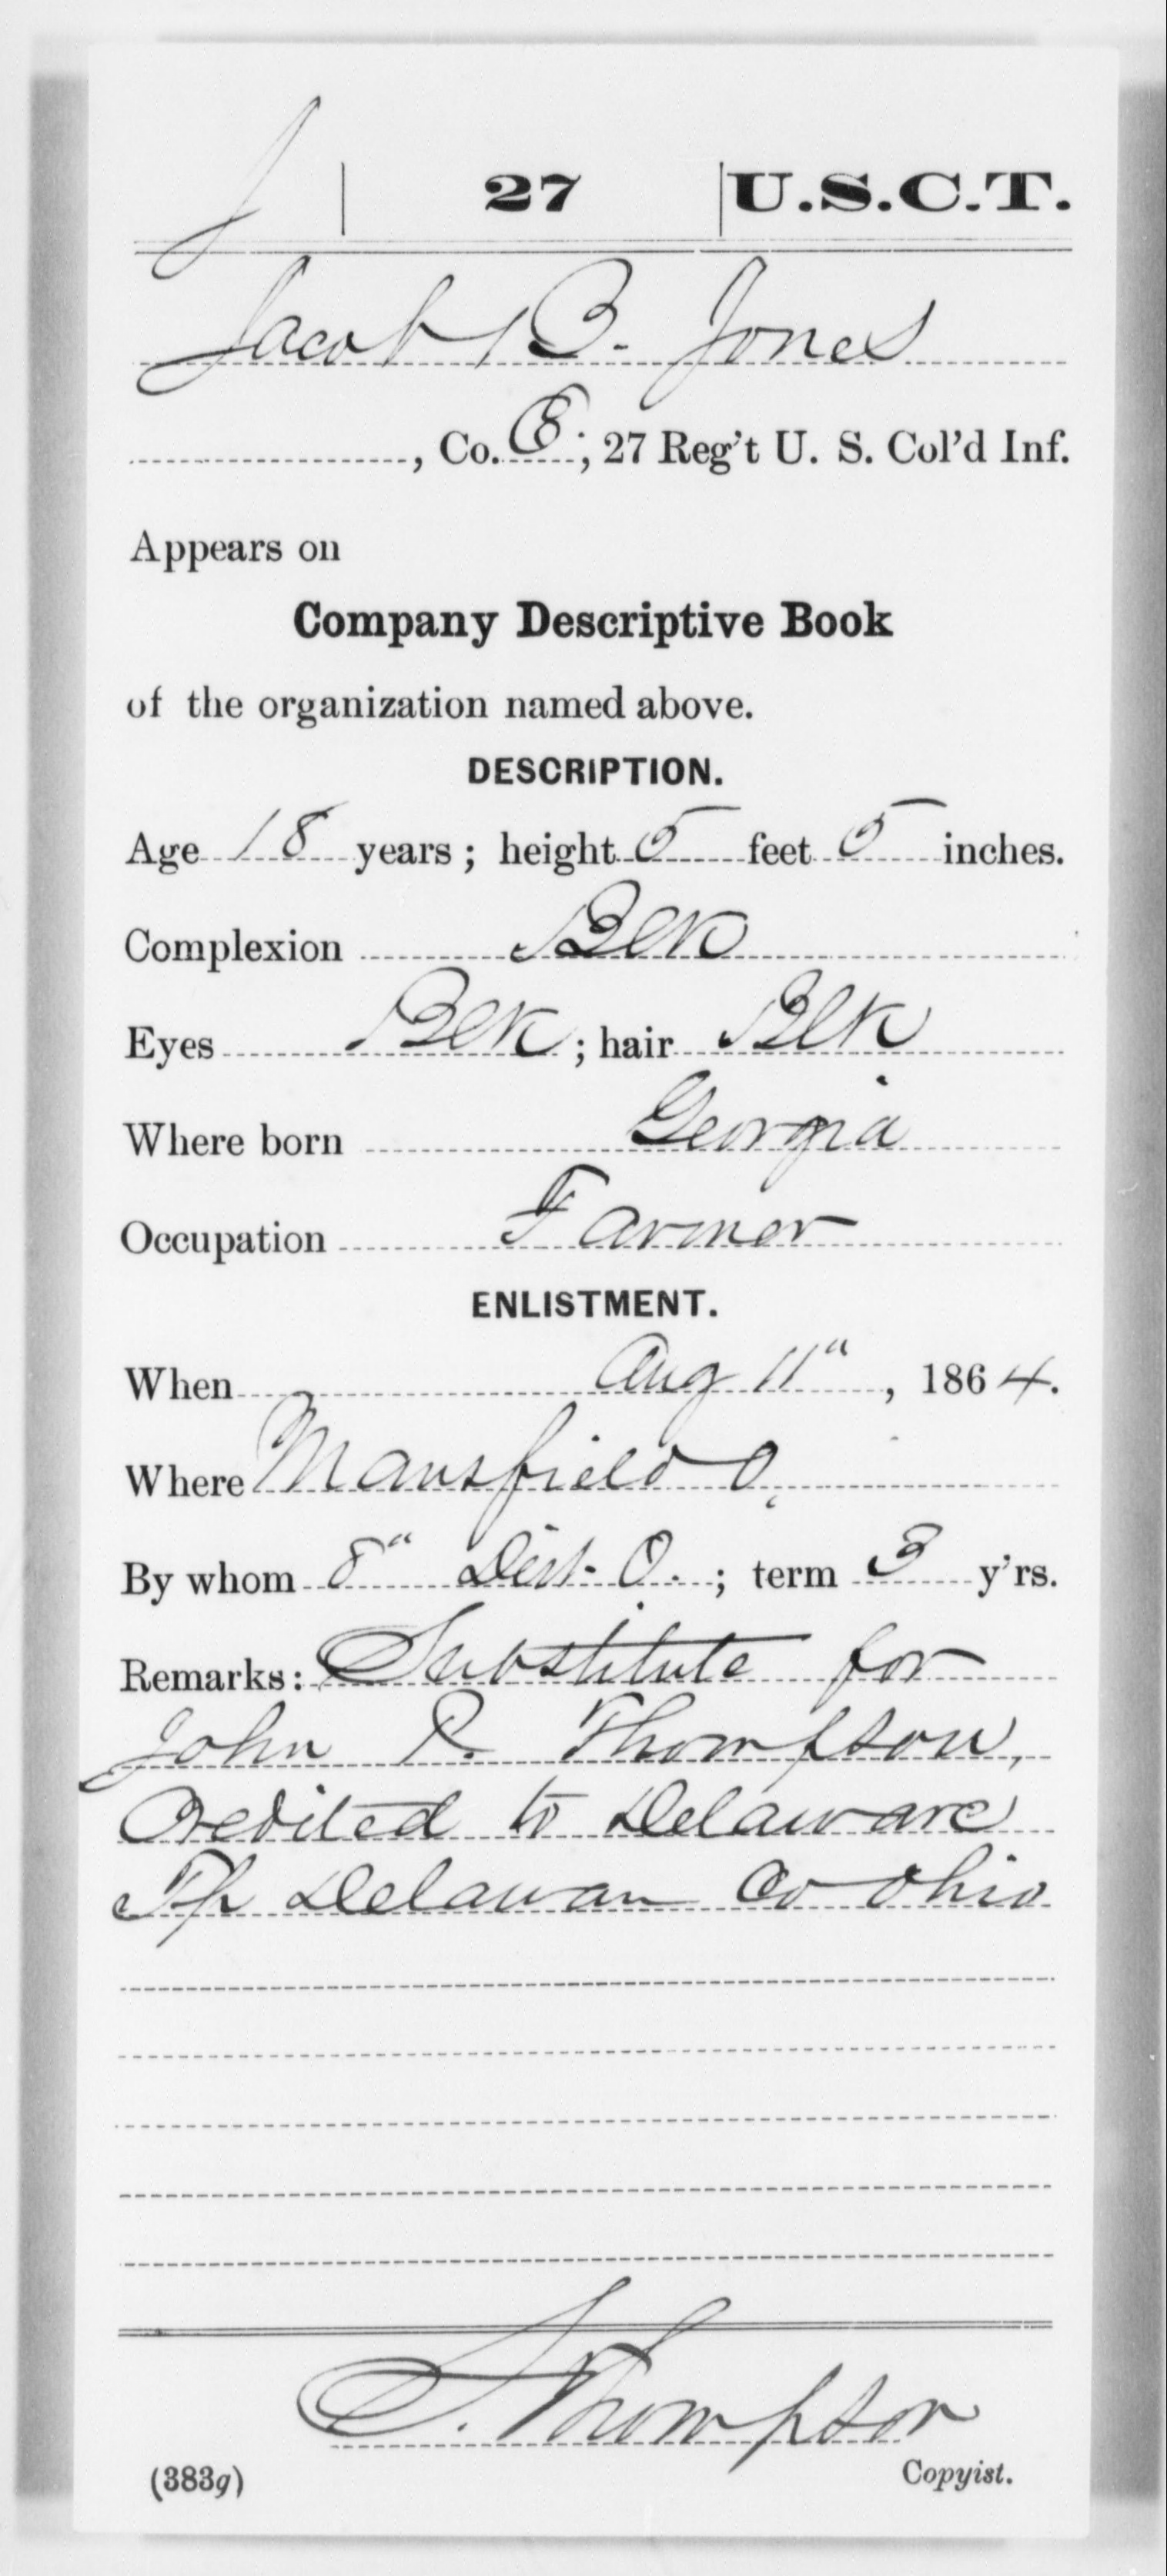 J | 27 | U.S.C.T.
Jacob B. Jones
, Co. E; 27 Reg't U. S. Col'd Inf.
Appears on
Company Descriptive Book
of the organization named above.
DESCRIPTION.
Age 18 years; height 5 feet 5 inches.
Complexion Blk
Eyes Blk; hair Blk
Where born Georgia
Occupation Farmer
ENLISTMENT.
When Aug 11", 1864.
Where Mansfield O.
By whom 8" Dist. O.; term 3 y'rs.
Remarks: Substitute for
John R. Thompson,
Credited to Delaware
Tp Delawan Co Ohio
S. Thompson
(383g) Copyist.